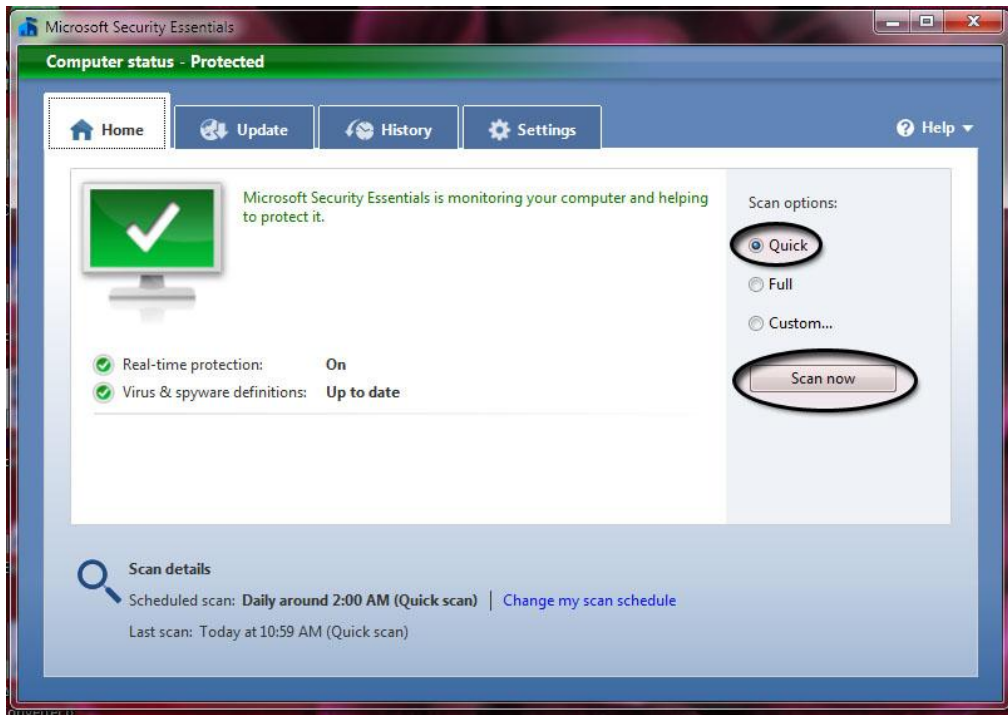 Microsoft Security Essentials
Computer status - Protected
Home
Update
History
Settings
Help
Microsoft Security Essentials is monitoring your computer and helping
to protect it.
Scan options:
Quick
Full
Custom...
Scan now
Real-time protection: On
Virus & spyware definitions: Up to date
Scan details
Scheduled scan: Daily around 2:00 AM (Quick scan) | Change my scan schedule
Last scan: Today at 10:59 AM (Quick scan)